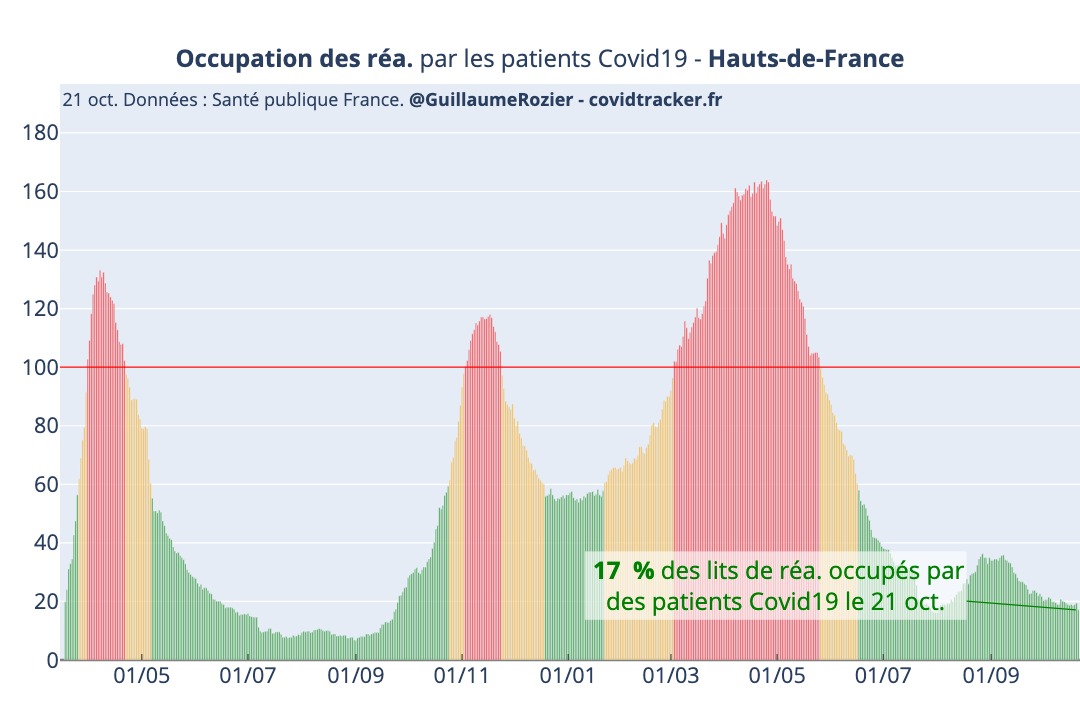 Occupation des réa. par les patients Covid19 - Hauts-de-France
21 oct. Données : Santé publique France. @GuillaumeRozier - covidtracker.fr
180
160
140
120
100
80
60
40
20
0
17 % des lits de réa. occupés par
des patients Covid19 le 21 oct.
01/05 01/07 01/09 01/11 01/01 01/03 01/05 01/07 01/09